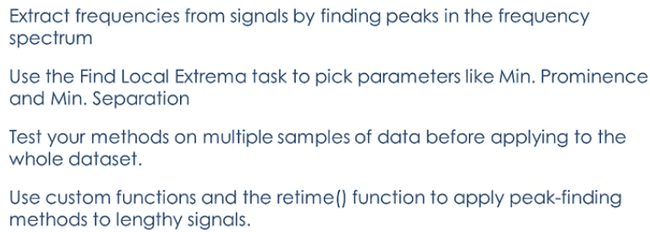 Extract frequencies from signals by finding peaks in the frequency
spectrum
Use the Find Local Extrema task to pick parameters like Min. Prominence
and Min. Separation
Test your methods on multiple samples of data before applying to the
whole dataset.
Use custom functions and the retime() function to apply peak-finding
methods to lengthy signals.